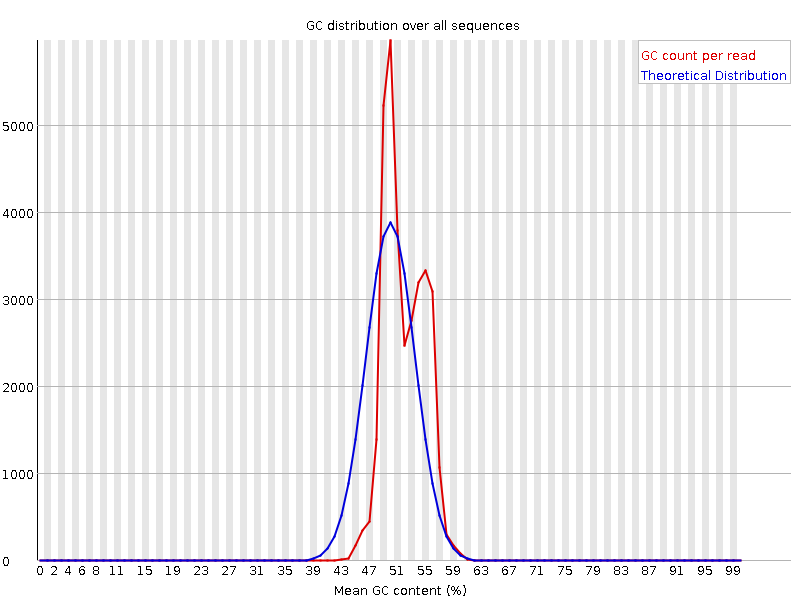 GC distribution over all sequences
GC count per read
Theoretical Distribution
5000
4000
3000
2000
1000
0
0 2 4 6 8 11 15 19 23 27 31 35 39 43 47 51 55 59 63 67 71 75 79 83 87 91 95 99
Mean GC content (%)